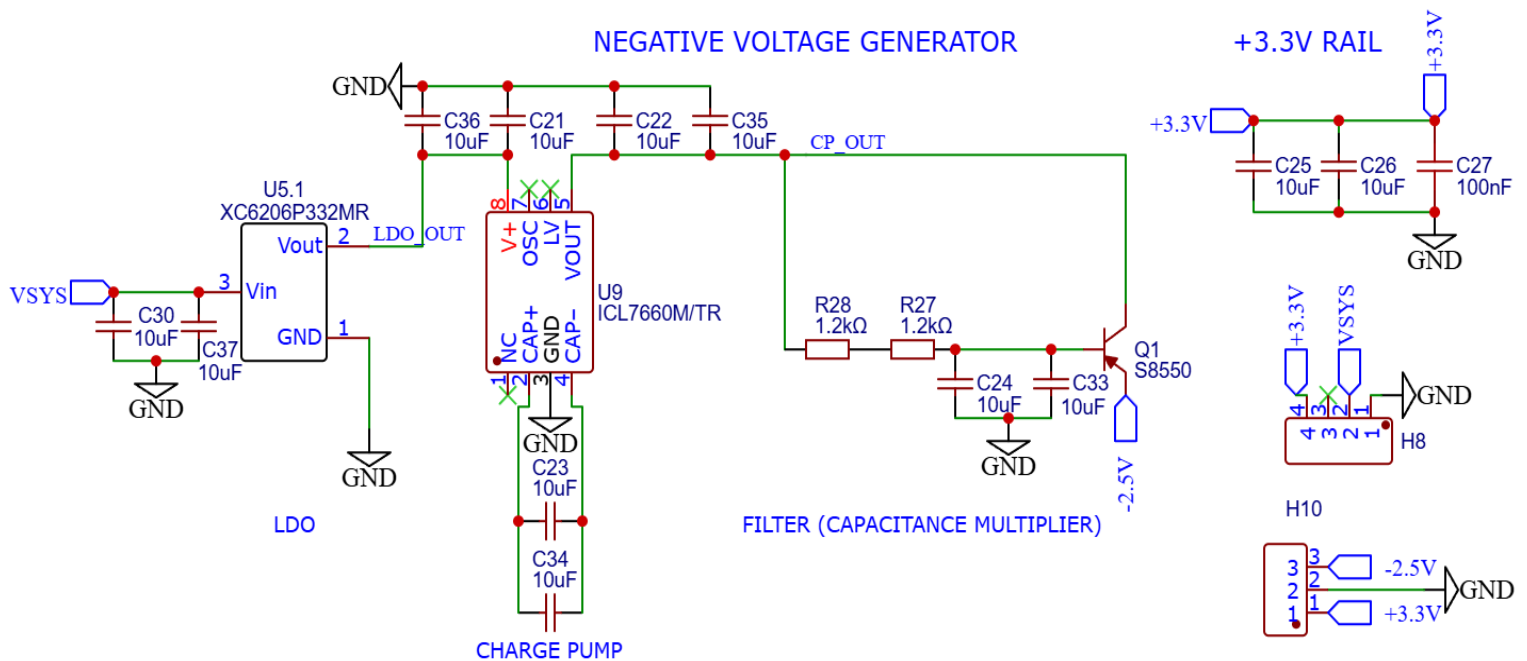 NEGATIVE VOLTAGE GENERATOR
+3.3V RAIL
GND
C36
10uF
C21
10uF
C22
10uF
C35
10uF
CP_OUT
+3.3V
+3.3V
C25
10uF
C26
10uF
C27
100nF
GND
U5.1
XC6206P332MR
Vout
2
LDO_OUT
VSYS
3
Vin
GND
1
C30
10uF
C37
10uF
GND
GND
8
7
6
5
V+
OSC
LV
VOUT
U9
ICL7660M/TR
NC
CAP+
GND
CAP-
1
2
3
4
GND
C23
10uF
C34
10uF
R28
1.2kΩ
R27
1.2kΩ
C24
10uF
C33
10uF
GND
Q1
S8550
-2.5V
+3.3V
VSYS
GND
4
3
2
1
4
3
2
1
H8
LDO
FILTER (CAPACITANCE MULTIPLIER)
CHARGE PUMP
H10
3
3
-2.5V
2
2
GND
1
1
+3.3V